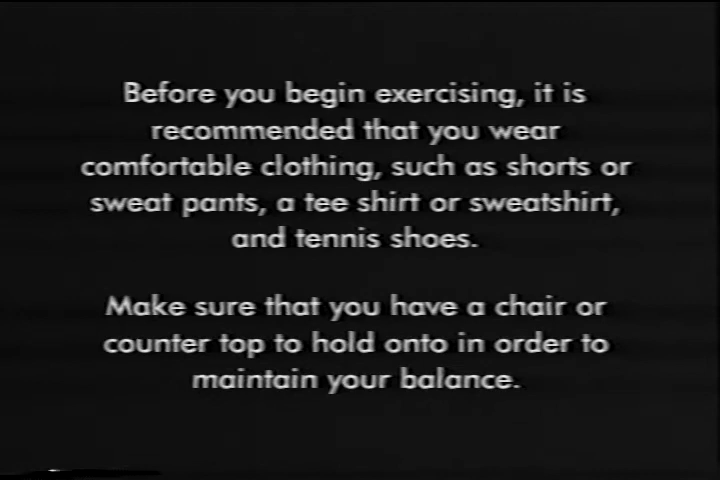 Before you begin exercising, it is
recommended that you wear
comfortable clothing, such as shorts or
sweat pants, a tee shirt or sweatshirt,
and tennis shoes.
Make sure that you have a chair or
counter top to hold onto in order to
maintain your balance.